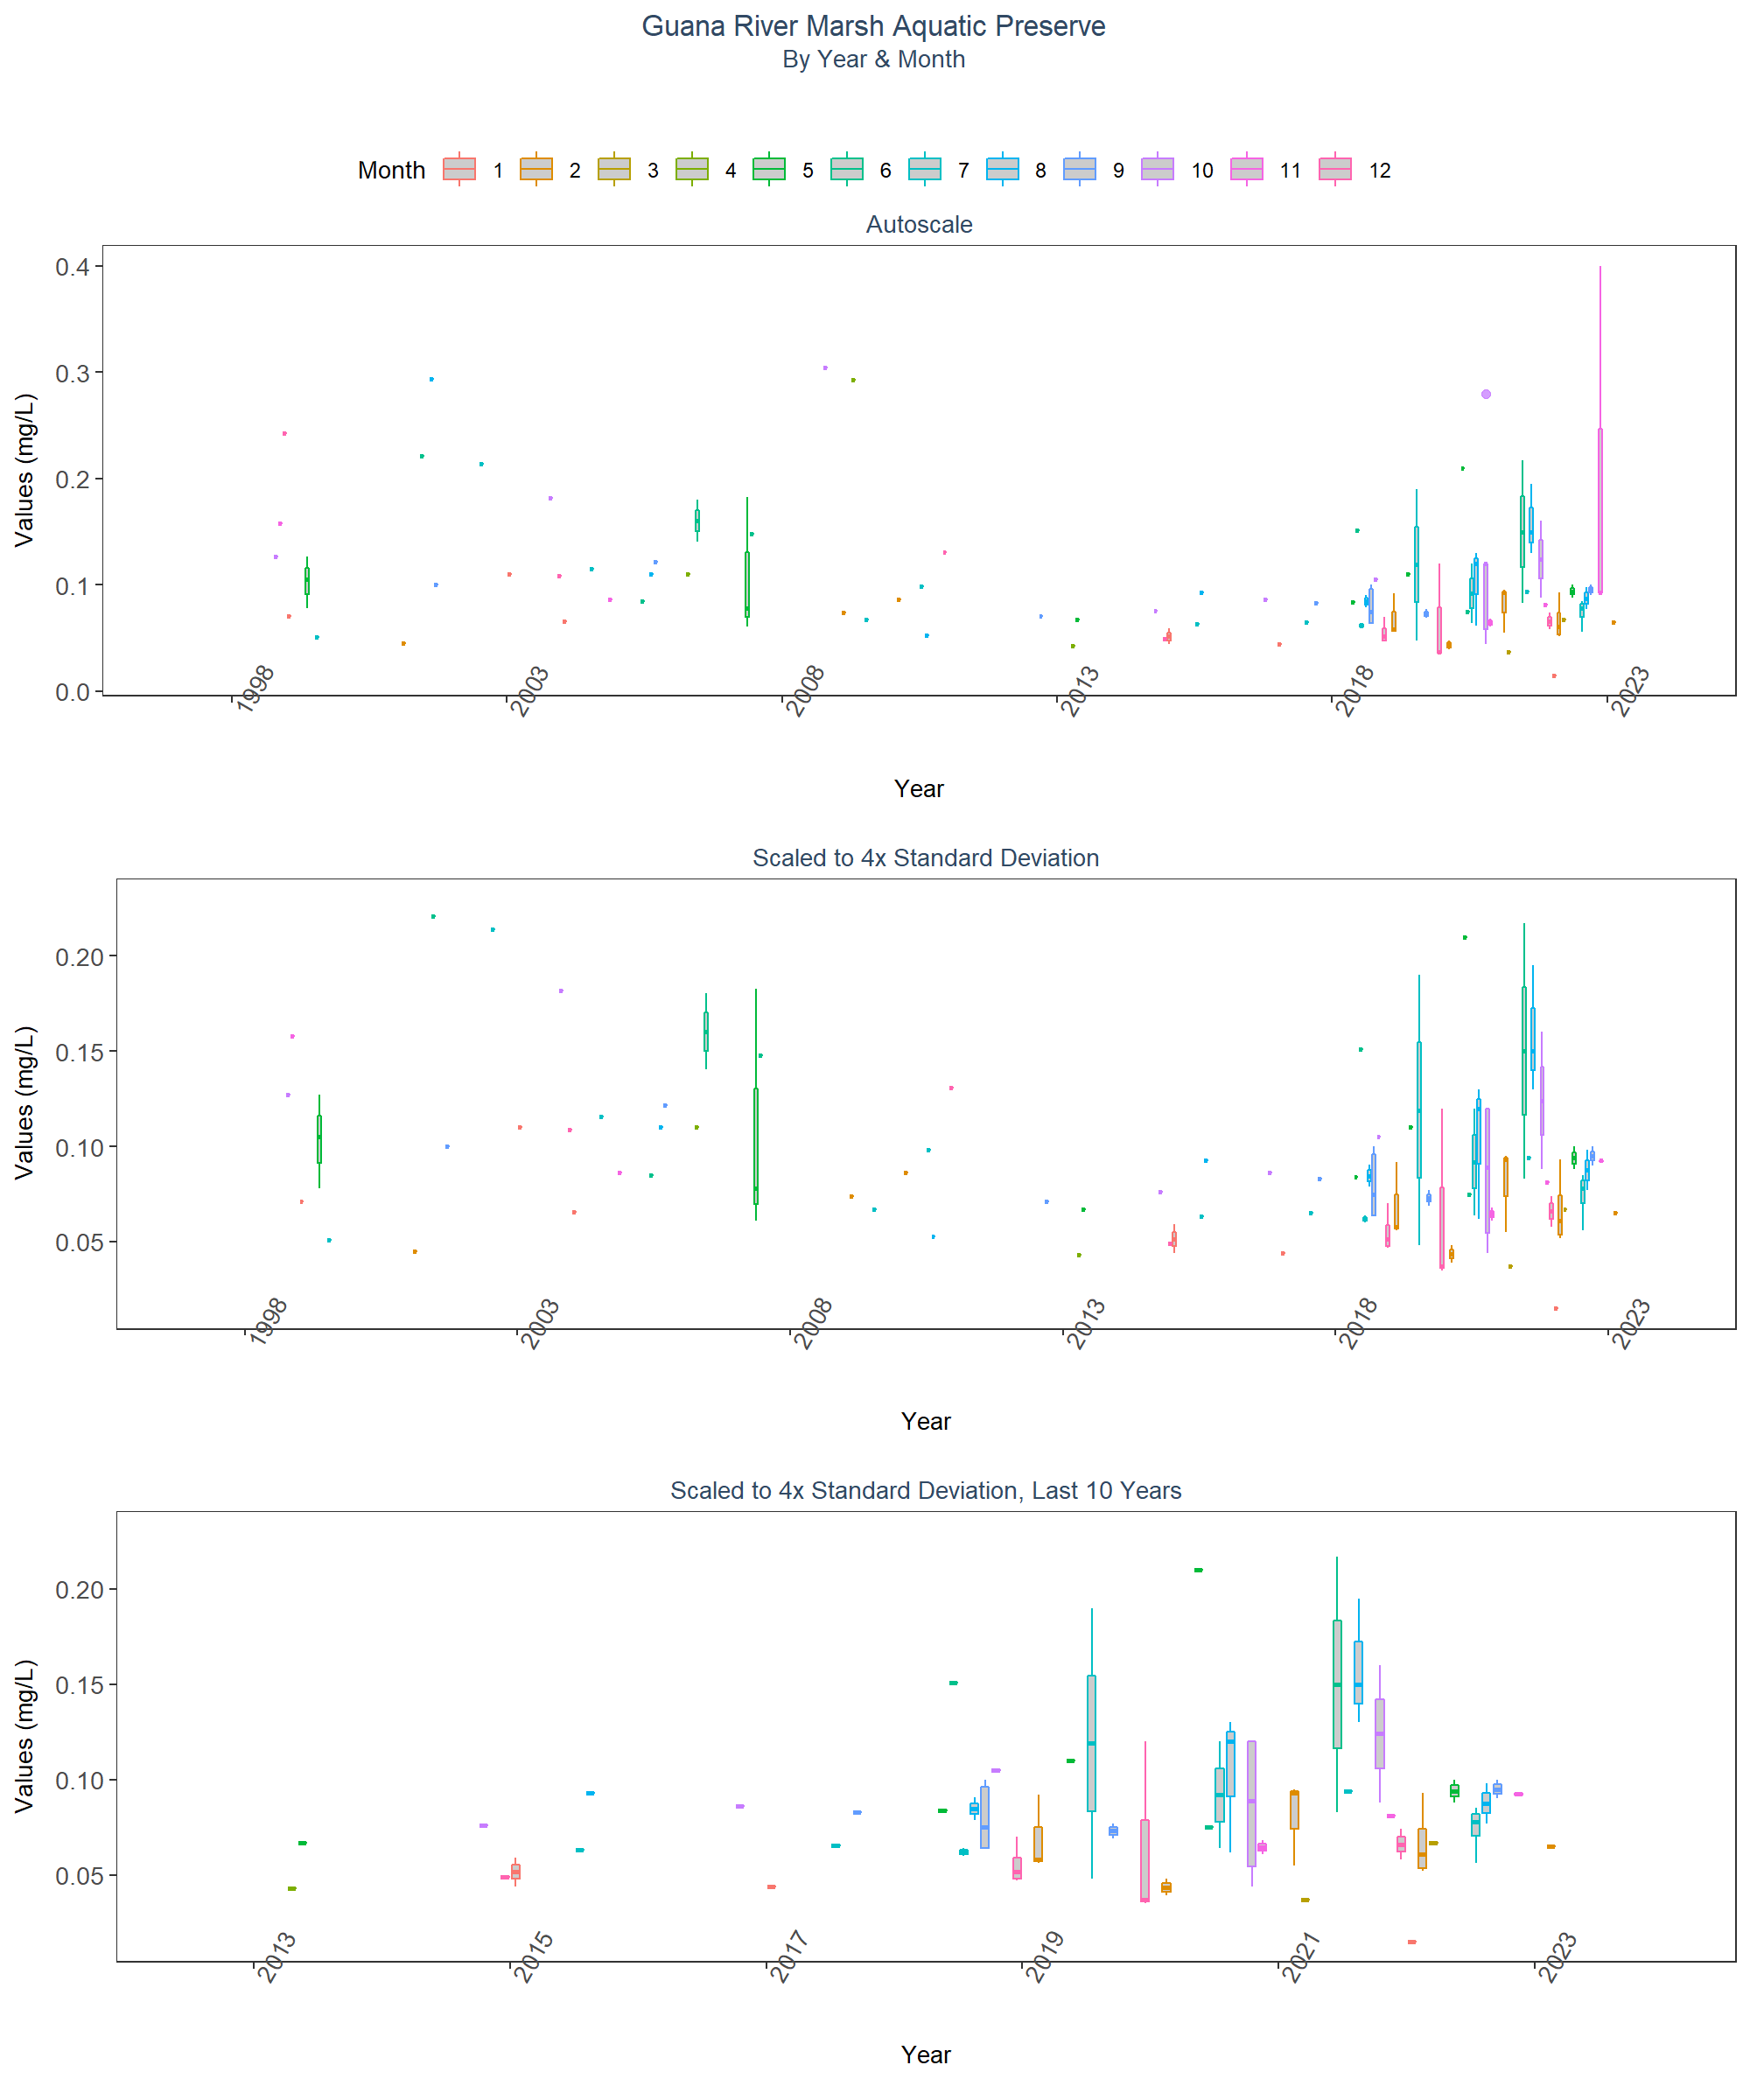 Guana River Marsh Aquatic Preserve
By Year & Month
Month 1 2 3 4 5 6 7 8 9 10 11 12
Autoscale
Values (mg/L)
0.4
0.3
0.2
0.1
0.0
1998 2003 2008 2013 2018 2023
Year
Scaled to 4x Standard Deviation
Values (mg/L)
0.20
0.15
0.10
0.05
1998 2003 2008 2013 2018 2023
Year
Scaled to 4x Standard Deviation, Last 10 Years
Values (mg/L)
0.20
0.15
0.10
0.05
2013 2015 2017 2019 2021 2023
Year